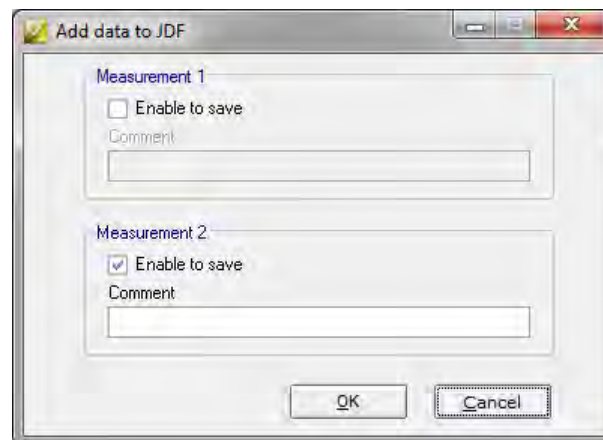 Add data to JDF
Measurement 1
Enable to save
Comment
Measurement 2
Enable to save
Comment
OK
Cancel